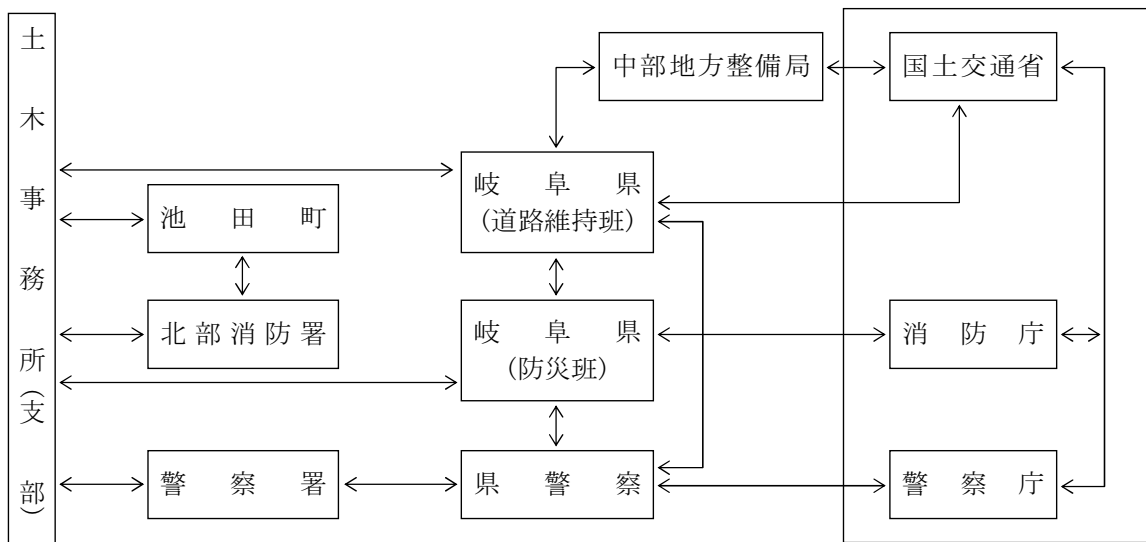 土木事務所(支部)
中部地方整備局
国土交通省
岐阜県
(道路維持班)
池田町
北部消防署
岐阜県
(防災班)
消防庁
警察署
県警察
警察庁